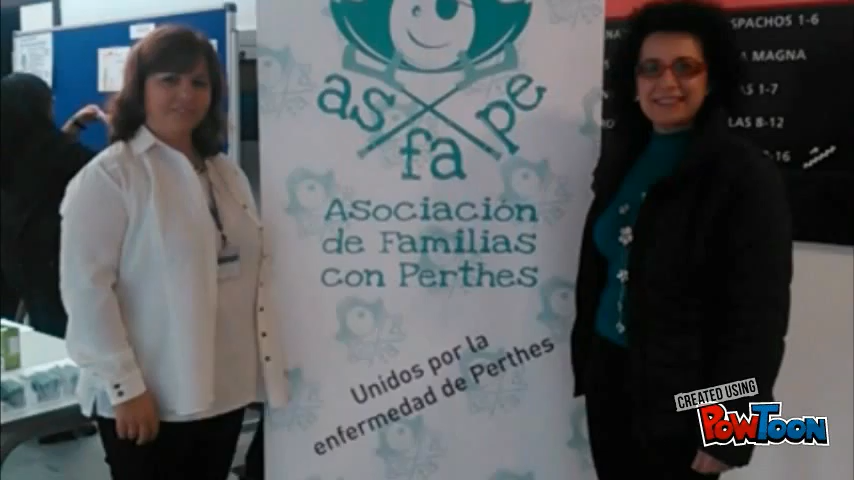 as fa pe
Asociación
de Familias
con Perthes
Unidos por la
enfermedad de Perthes
SPACHOS 1-6
A MAGNA
AS 1-7
LAS 8-12
-16
CREATED USING
POWTOON